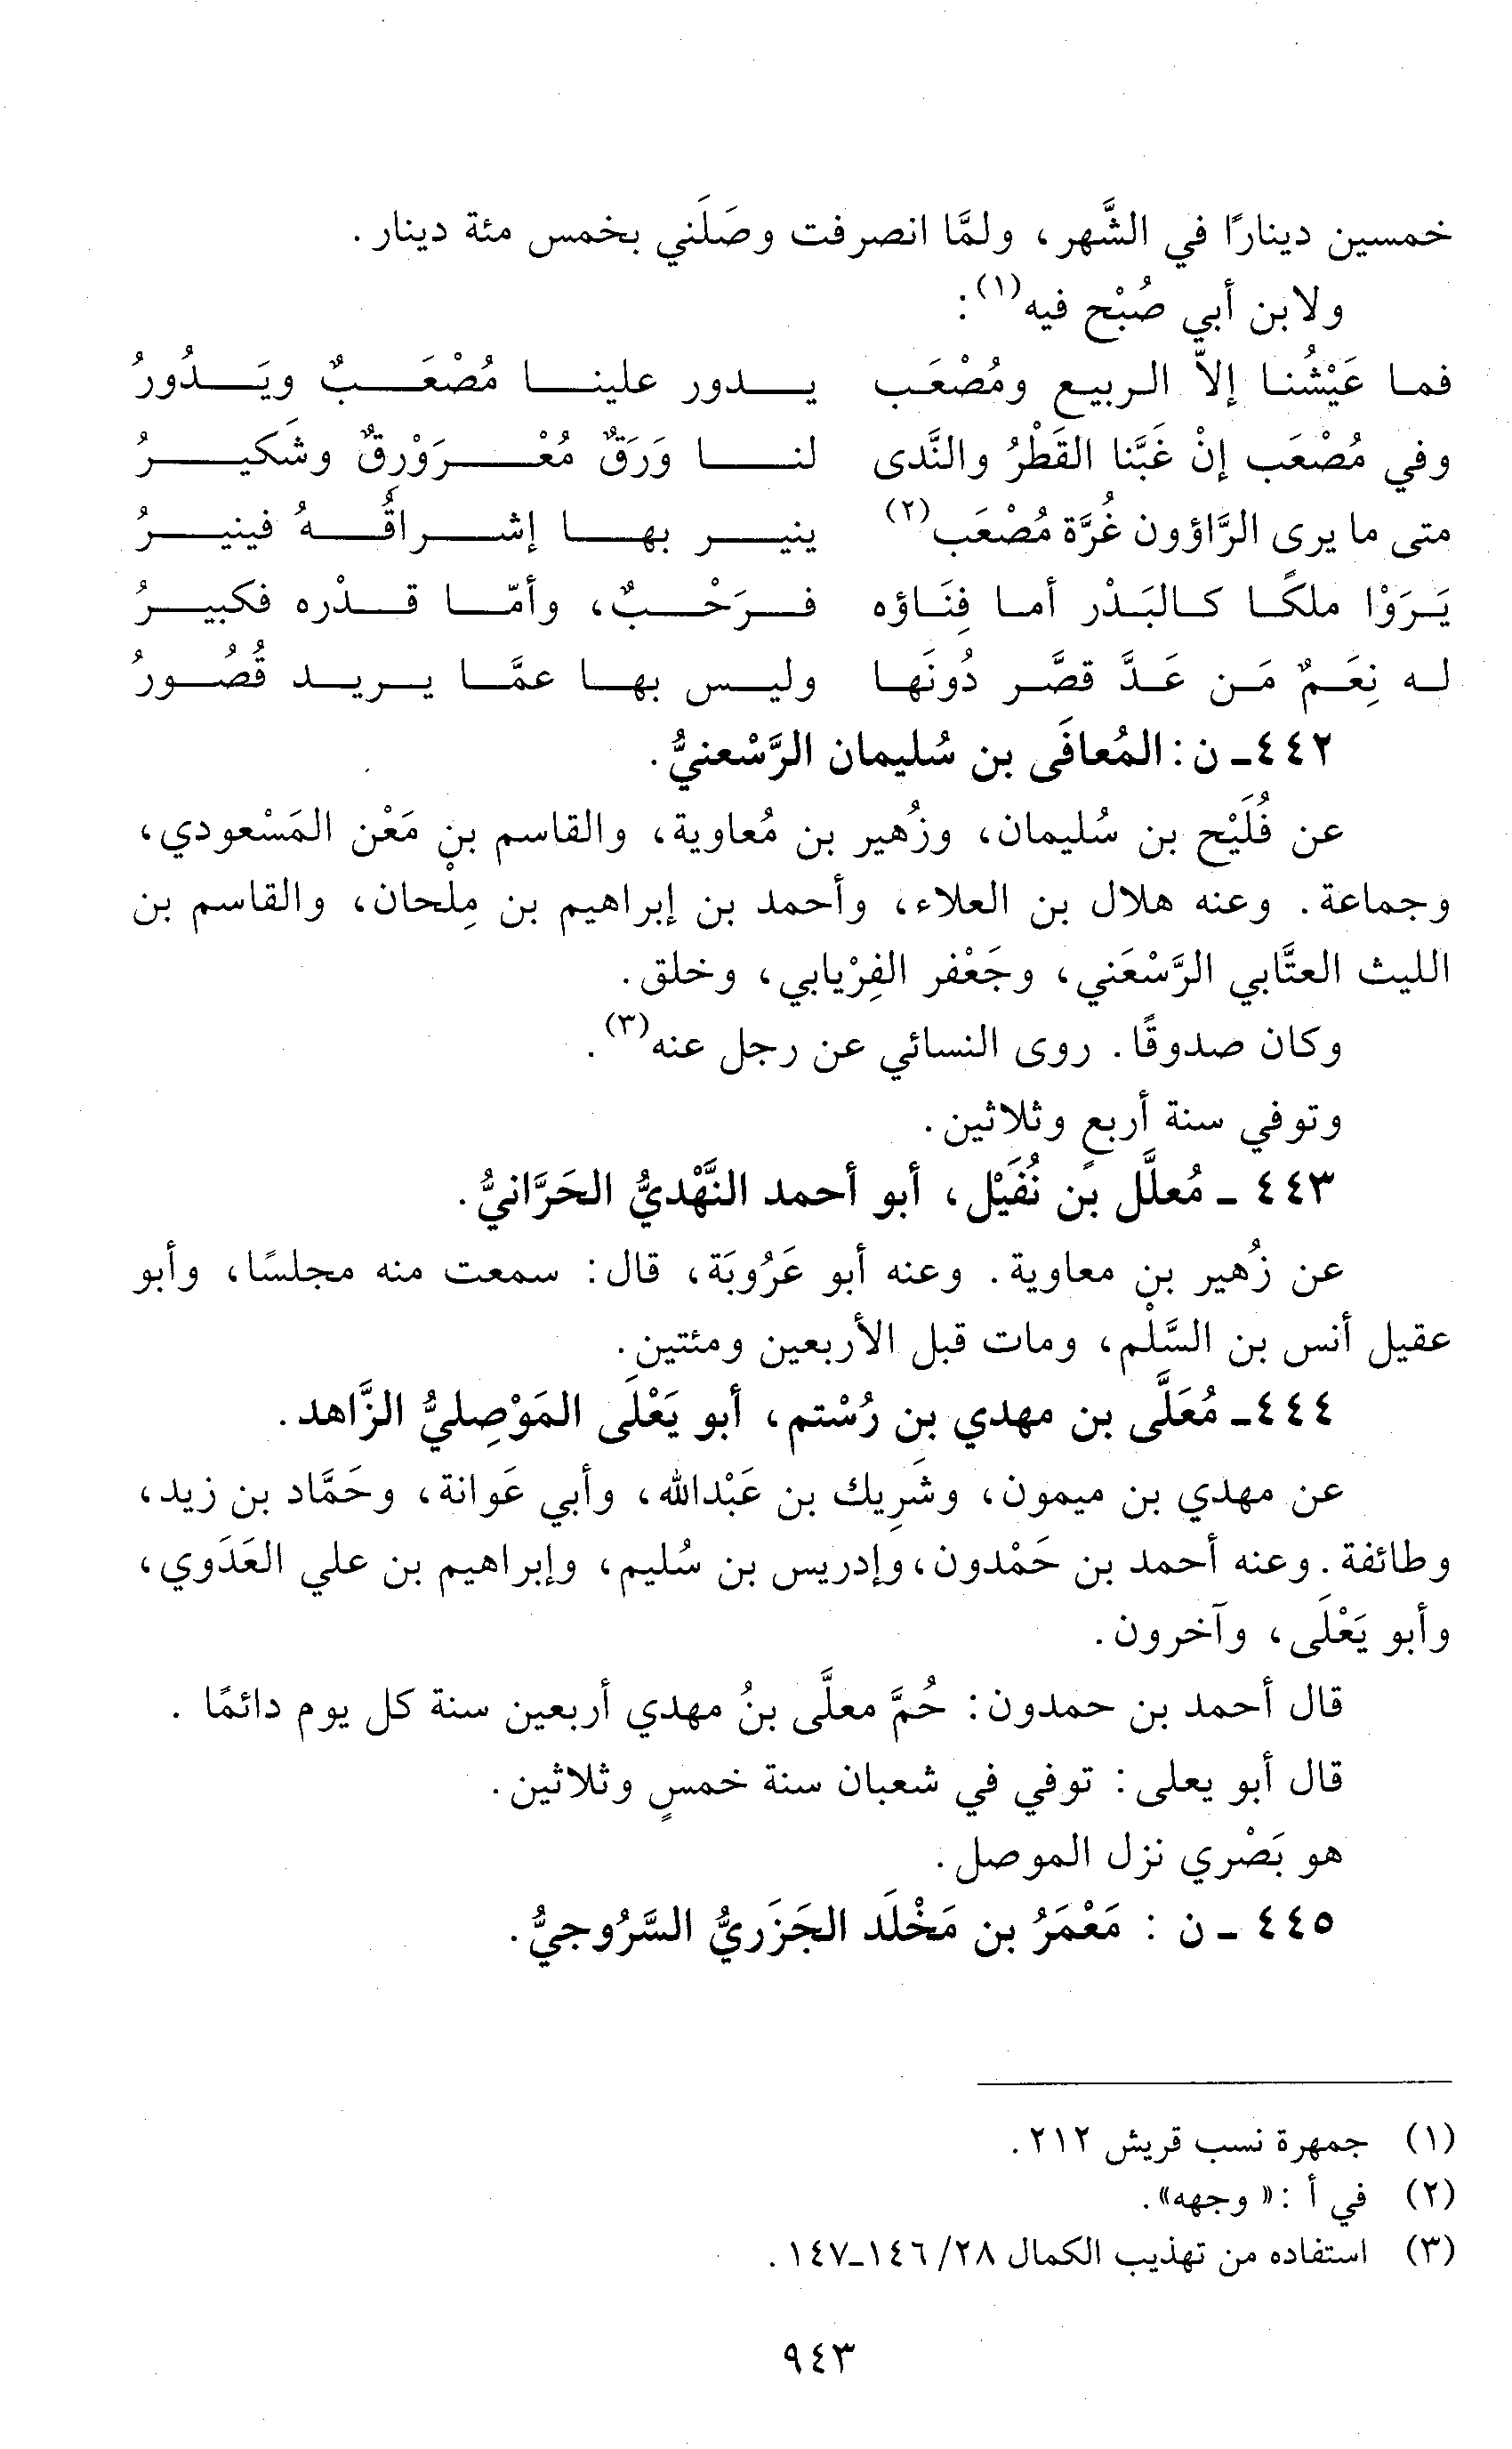 خمسين دينارًا في الشَّهر، ولمَّا انصرفت وصَلَني بخمس مئة دينار.
ولابن أبي صُبْح فيه(١):
فما عَيْشُنا إلاّ الربيع ومُصْعَب يدور علينا مُصْعَبٌ ويَدُورُ
وفي مُصْعَب إنْ غَبَّنا القَطْرُ والنَّدى لنا وَرَقٌ مُعْرَوْرِقٌ وشَكيرُ
متى ما يرى الرَّاؤون غُرَّة مُصْعَب(٢) ينير بها إشراقُهُ فينيرُ
يَرَوْا ملكًا كالبَدْر أما فِنَاؤه فرَحْبٌ، وأمّا قدْره فكبيرُ
له نِعَمٌ مَن عَدَّ قصَّر دُونَها وليس بها عمَّا يريد قُصُورُ
٤٤٢- ن: المُعافَى بن سُليمان الرَّسْعنيُّ.
عن فُلَيْح بن سُليمان، وزُهير بن مُعاوية، والقاسم بن مَعْن المَسْعودي،
وجماعة. وعنه هلال بن العلاء، وأحمد بن إبراهيم بن مِلْحان، والقاسم بن
الليث العتَّابي الرَّسْعَني، وجَعْفر الفِرْيابي، وخلق.
وكان صدوقًا. روى النسائي عن رجل عنه(٣).
وتوفي سنة أربعٍ وثلاثين.
٤٤٣ - مُعلَّل بن نُفَيْل، أبو أحمد النَّهْديُّ الحَرَّانيُّ.
عن زُهير بن معاوية. وعنه أبو عَرُوبَة، قال: سمعت منه مجلسًا، وأبو
عقيل أنس بن السَّلْم، ومات قبل الأربعين ومئتين.
٤٤٤- مُعَلَّى بن مهدي بن رُسْتم، أبو يَعْلَى المَوْصِليُّ الزَّاهد.
عن مهدي بن ميمون، وشَرِيك بن عَبْدالله، وأبي عَوانة، وحَمَّاد بن زيد،
وطائفة. وعنه أحمد بن حَمْدون، وإدريس بن سُليم، وإبراهيم بن علي العَدَوي،
وأبو يَعْلَى، وآخرون.
قال أحمد بن حمدون: حُمَّ معلَّى بنُ مهدي أربعين سنة كل يوم دائمًا .
قال أبو يعلى: توفي في شعبان سنة خمسٍ وثلاثين.
هو بَصْري نزل الموصل.
٤٤٥ - ن : مَعْمَرُ بن مَخْلَد الجَزَريُّ السَّرُوجيُّ.
(١) جمهرة نسب قريش ٢١٢.
(٢) في أ : «وجهه».
(٣) استفاده من تهذيب الكمال ٢٨/ ١٤٦-١٤٧.
٩٤٣